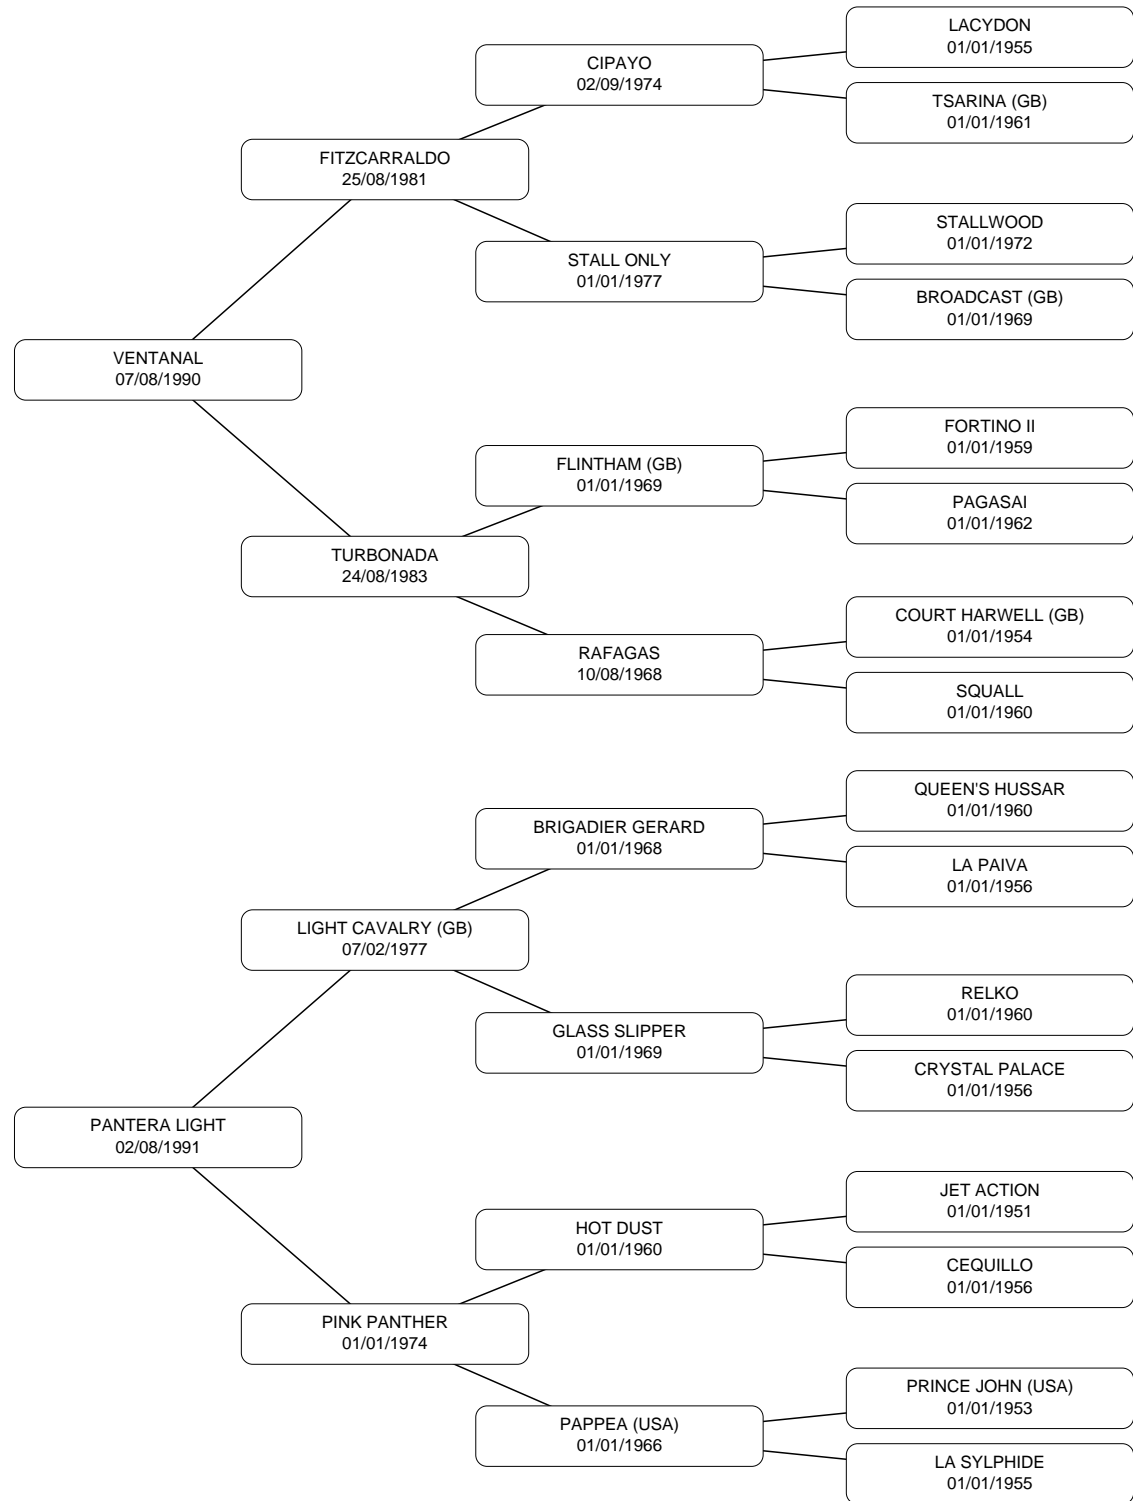 LACYDON
01/01/1955
CIPAYO
02/09/1974
TSARINA (GB)
01/01/1961
FITZCARRALDO
25/08/1981
STALLWOOD
01/01/1972
STALL ONLY
01/01/1977
BROADCAST (GB)
01/01/1969
VENTANAL
07/08/1990
FORTINO II
01/01/1959
FLINTHAM (GB)
01/01/1969
PAGASAI
01/01/1962
TURBONADA
24/08/1983
COURT HARWELL (GB)
01/01/1954
RAFAGAS
10/08/1968
SQUALL
01/01/1960
QUEEN'S HUSSAR
01/01/1960
BRIGADIER GERARD
01/01/1968
LA PAIVA
01/01/1956
LIGHT CAVALRY (GB)
07/02/1977
RELKO
01/01/1960
GLASS SLIPPER
01/01/1969
CRYSTAL PALACE
01/01/1956
PANTERA LIGHT
02/08/1991
JET ACTION
01/01/1951
HOT DUST
01/01/1960
CEQUILLO
01/01/1956
PINK PANTHER
01/01/1974
PRINCE JOHN (USA)
01/01/1953
PAPPEA (USA)
01/01/1966
LA SYLPHIDE
01/01/1955